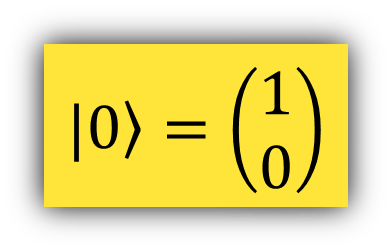 |0⟩ = (1 0)